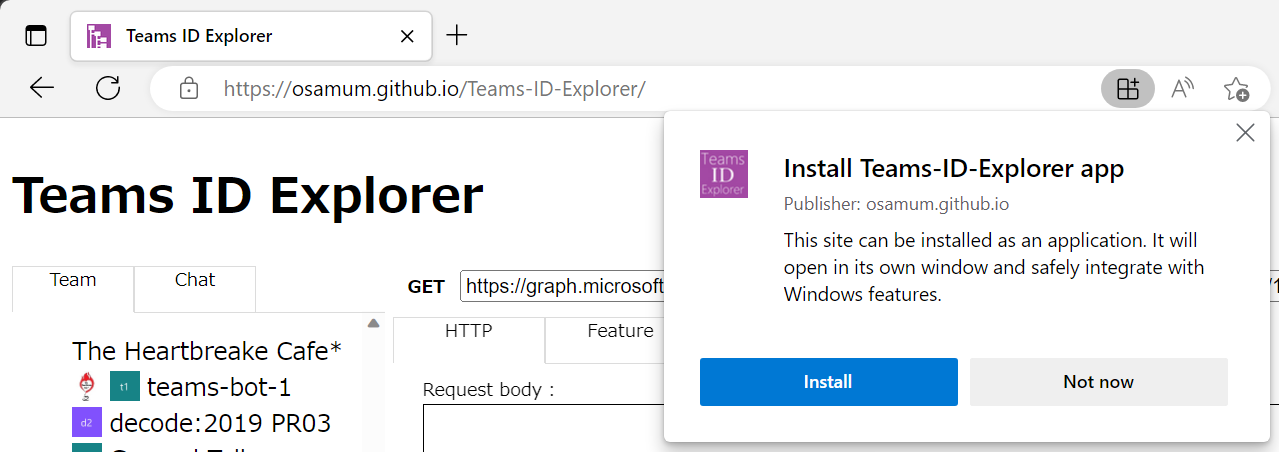 Teams ID Explorer
https://osamum.github.io/Teams-ID-Explorer/
Teams ID Explorer
Team
Chat
The Heartbreake Cafe*
t1 teams-bot-1
d2 decode:2019 PR03
GET https://graph.microsoft
HTTP
Feature
Request body :
Teams
ID
Explorer
Install Teams-ID-Explorer app
Publisher: osamum.github.io
This site can be installed as an application. It will
open in its own window and safely integrate with
Windows features.
Install
Not now